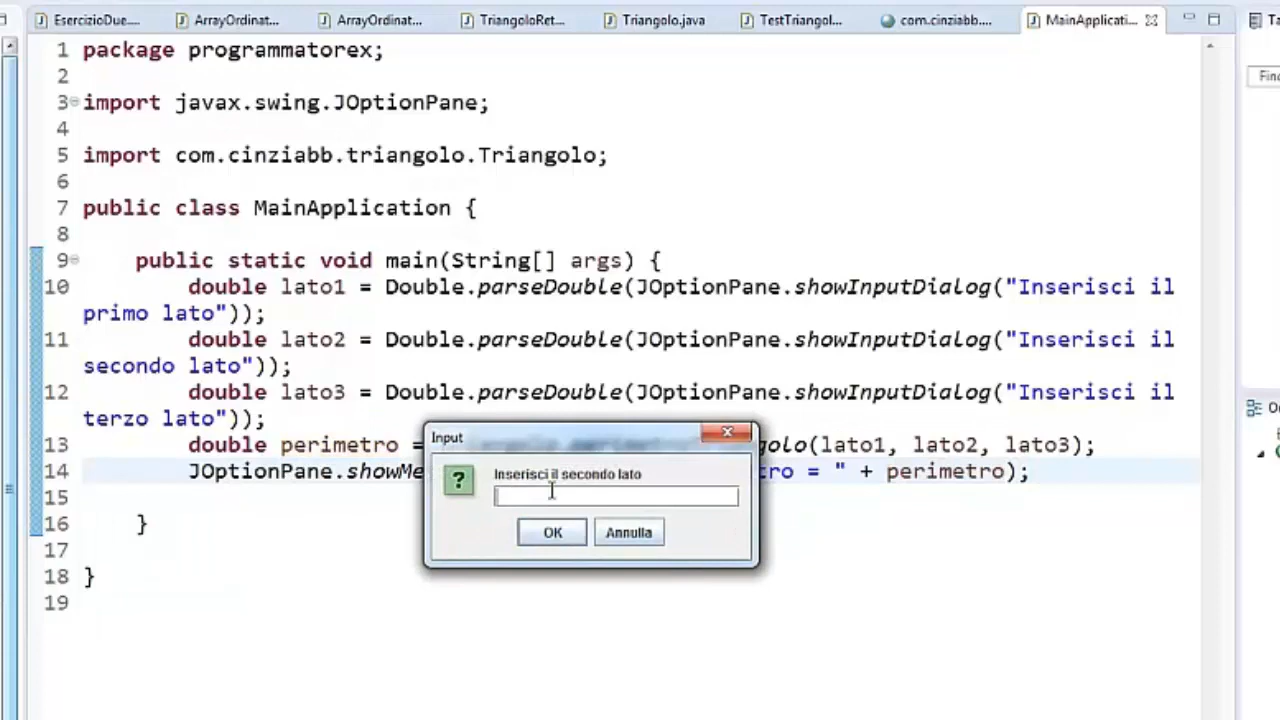 EsercizioDue.... ArrayOrdinat... ArrayOrdinat... TriangoloRet... Triangolo.java TestTriangol... com.cinziabb.... MainApplicati...
1 package programmatorex;
2
3 import javax.swing.JOptionPane;
4
5 import com.cinziabb.triangolo.Triangolo;
6
7 public class MainApplication {
8
9 public static void main(String[] args) {
10 double lato1 = Double.parseDouble(JOptionPane.showInputDialog("Inserisci il
primo lato"));
11 double lato2 = Double.parseDouble(JOptionPane.showInputDialog("Inserisci il
secondo lato"));
12 double lato3 = Double.parseDouble(JOptionPane.showInputDialog("Inserisci il
terzo lato"));
13 double perimetro = golo(lato1, lato2, lato3);
14 JOptionPane.showMe tro = " + perimetro);
15
16 }
17
18 }
19
Input
Inserisci il secondo lato
OK Annulla
Find